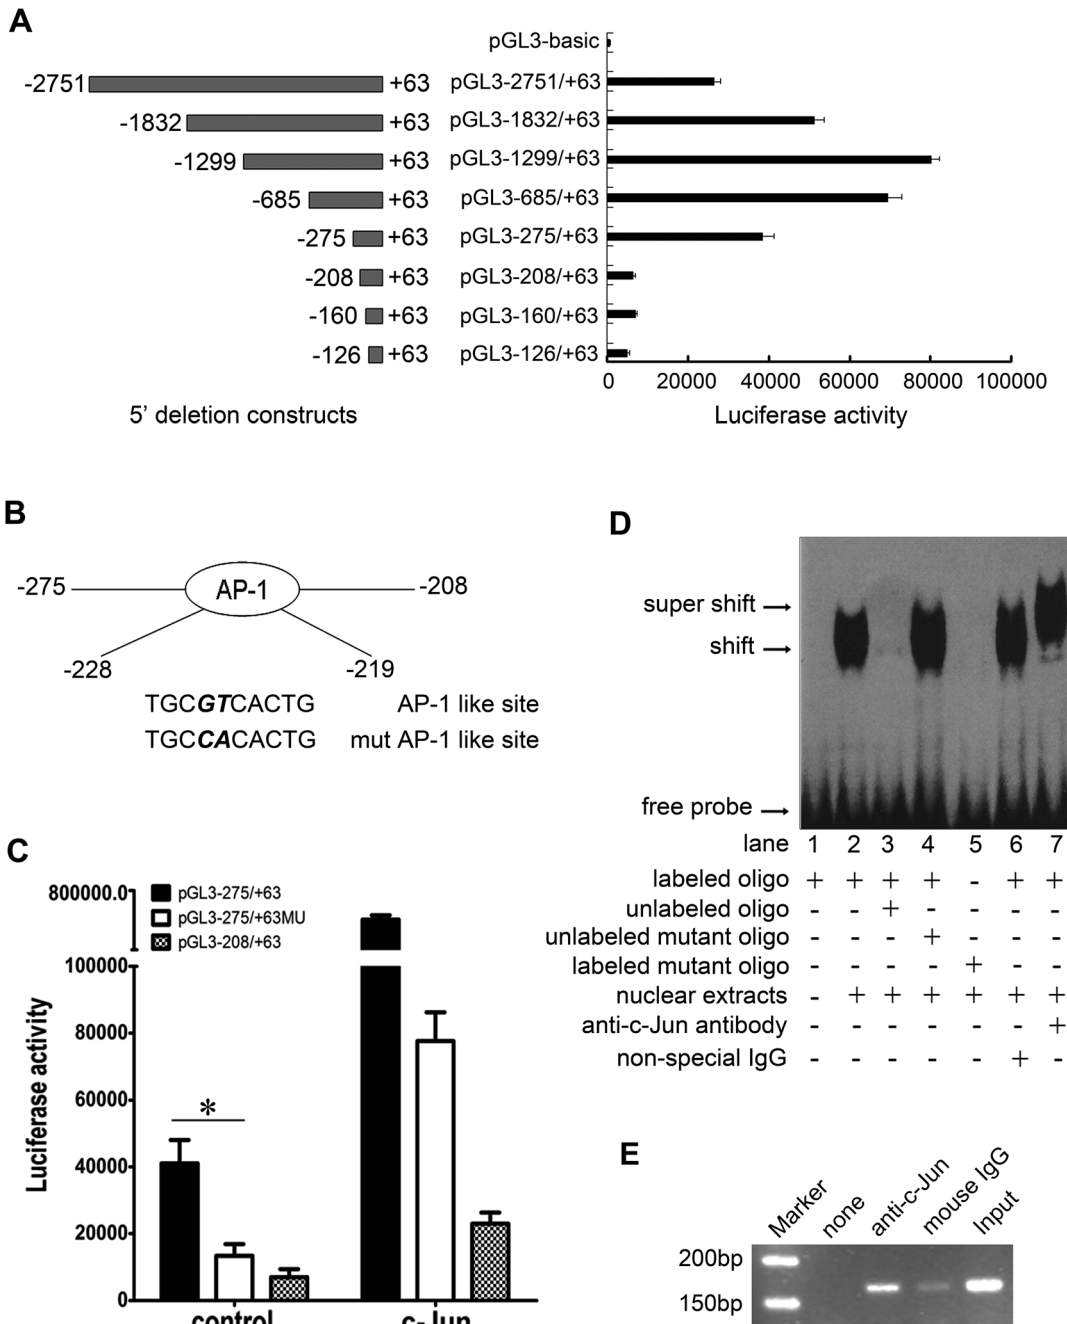 A
pGL3-basic
-2751 +63 pGL3-2751/+63
-1832 +63 pGL3-1832/+63
-1299 +63 pGL3-1299/+63
-685 +63 pGL3-685/+63
-275 +63 pGL3-275/+63
-208 +63 pGL3-208/+63
-160 +63 pGL3-160/+63
-126 +63 pGL3-126/+63
0 20000 40000 60000 80000 100000
5’ deletion constructs
Luciferase activity
B
-275 AP-1 -208
-228 -219
TGCGTCACTG AP-1 like site
TGCCACACTG mut AP-1 like site
C
800000.0
100000
80000
60000
40000
20000
0
Luciferase activity
pGL3-275/+63
pGL3-275/+63MU
pGL3-208/+63
*
control c-Jun
D
super shift
shift
free probe
lane 1 2 3 4 5 6 7
labeled oligo + + + + - + +
unlabeled oligo - - + - - - -
unlabeled mutant oligo - - - + - - -
labeled mutant oligo - - - - + - -
nuclear extracts - + + + + + +
anti-c-Jun antibody - - - - - - +
non-special IgG - - - - - + -
E
Marker none anti-c-Jun mouse IgG Input
200bp
150bp